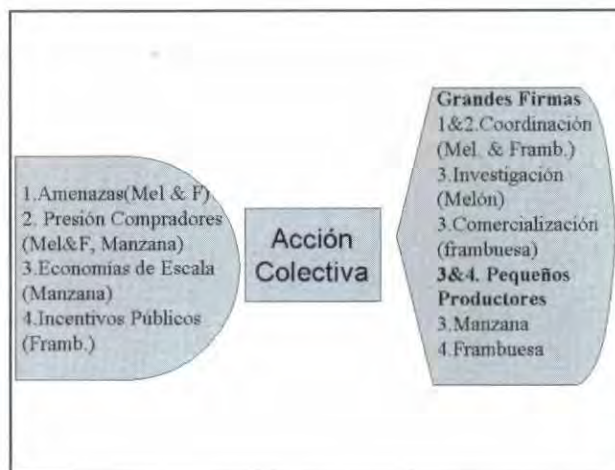 1.Amenazas(Mel & F)
2. Presión Compradores
(Mel&F, Manzana)
3.Economías de Escala
(Manzana)
4.Incentivos Públicos
(Framb.)
Acción
Colectiva
Grandes Firmas
1&2.Coordinación
(Mel. & Framb.)
3.Investigación
(Melón)
3.Comercialización
(frambuesa)
3&4. Pequeños
Productores
3.Manzana
4.Frambuesa